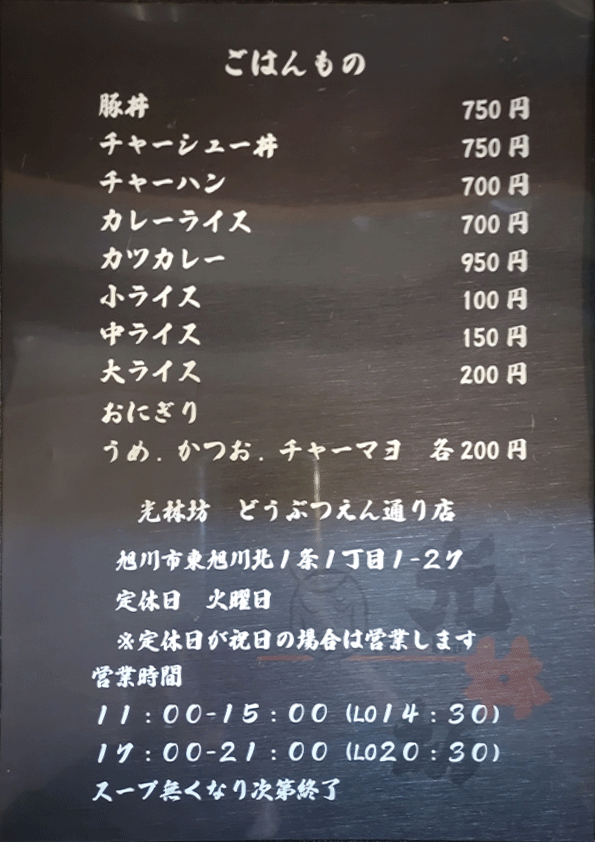 ごはんもの
豚丼 750円
チャーシュー丼 750円
チャーハン 700円
カレーライス 700円
カツカレー 950円
小ライス 100円
中ライス 150円
大ライス 200円
おにぎり
うめ．かつお．チャーマヨ 各200円
光林坊 どうぶつえん通り店
旭川市東旭川北1条1丁目1-27
定休日 火曜日
※定休日が祝日の場合は営業します
営業時間
11：00-15：00（LO14：30）
17：00-21：00（LO20：30）
スープ無くなり次第終了
光林坊